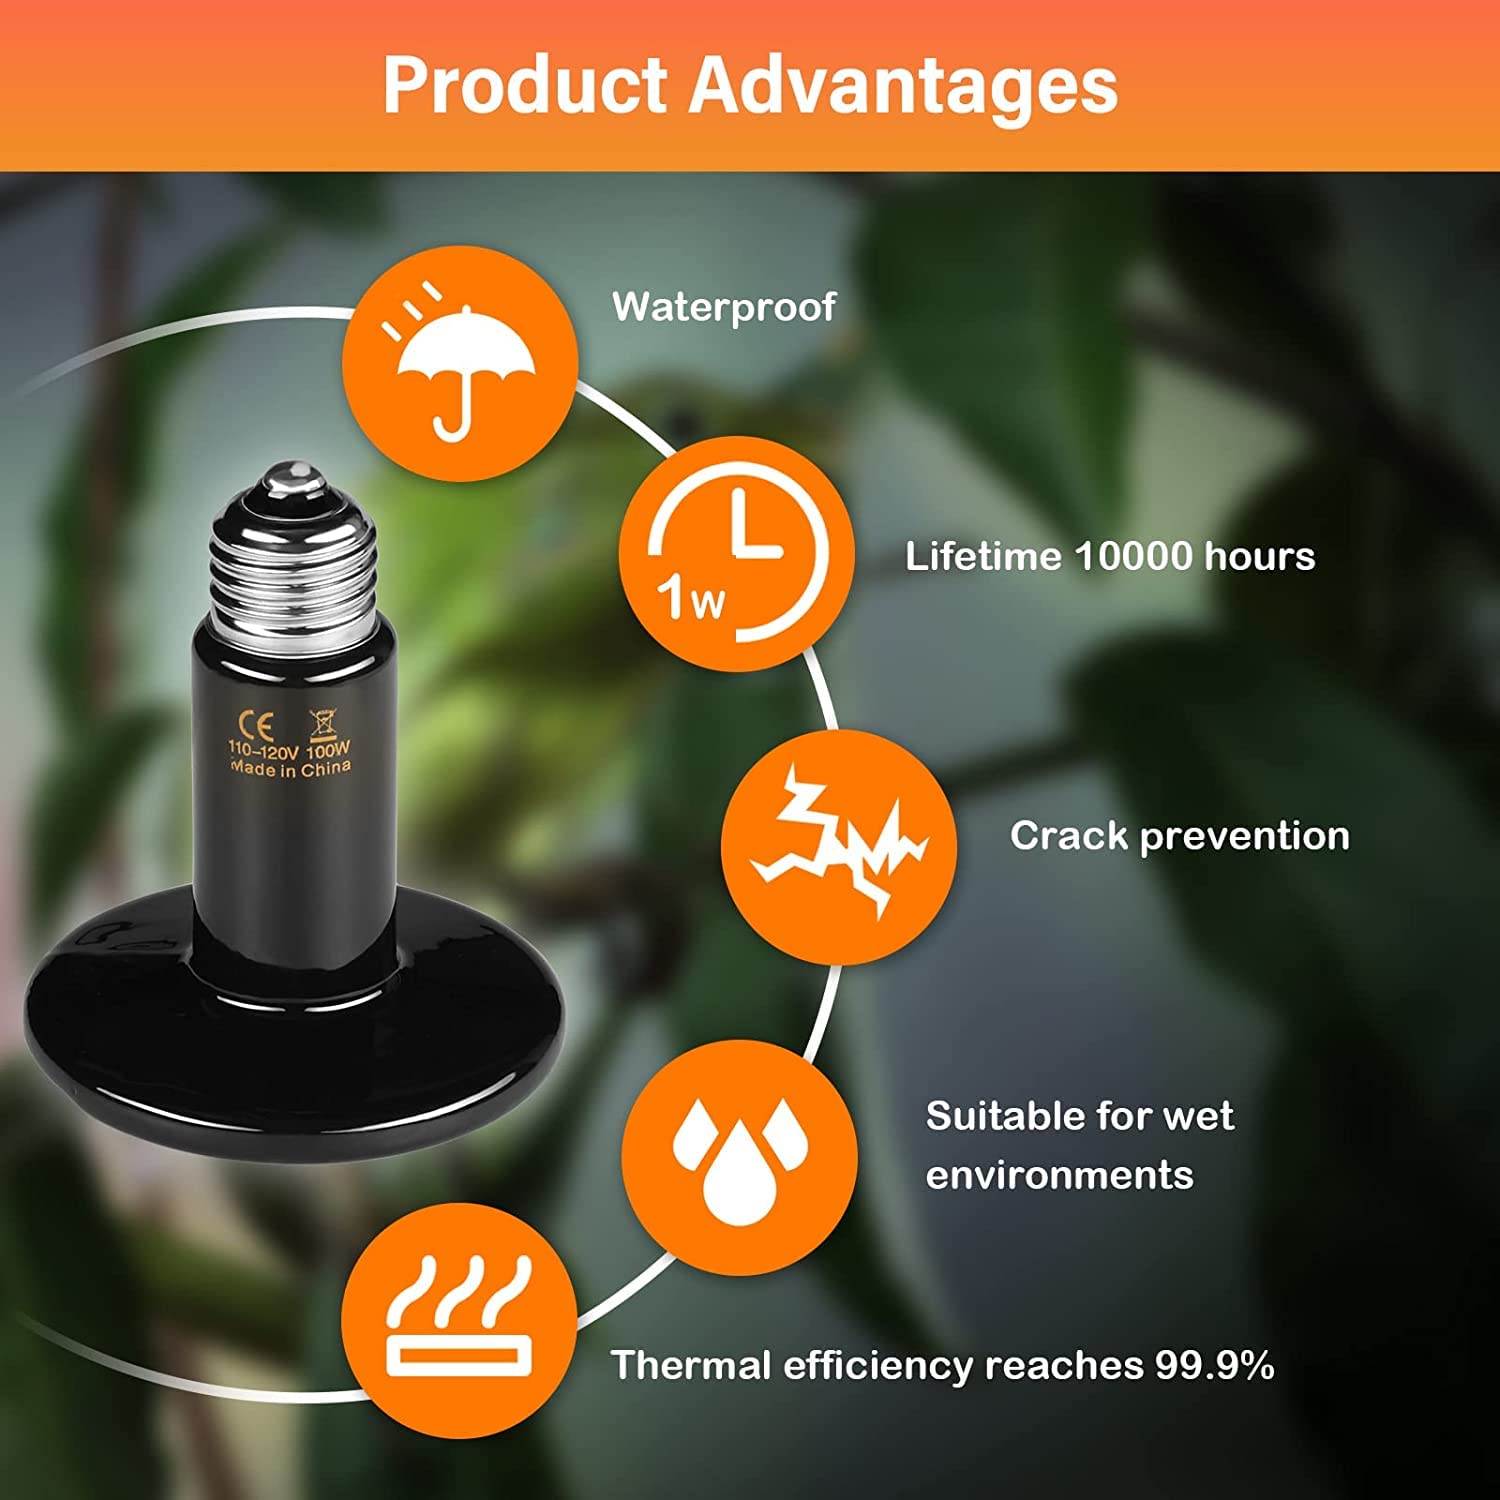 Product Advantages
Waterproof
1w
Lifetime 10000 hours
CE
110-120V 100W
Made in China
Crack prevention
Suitable for wet
environments
Thermal efficiency reaches 99.9%